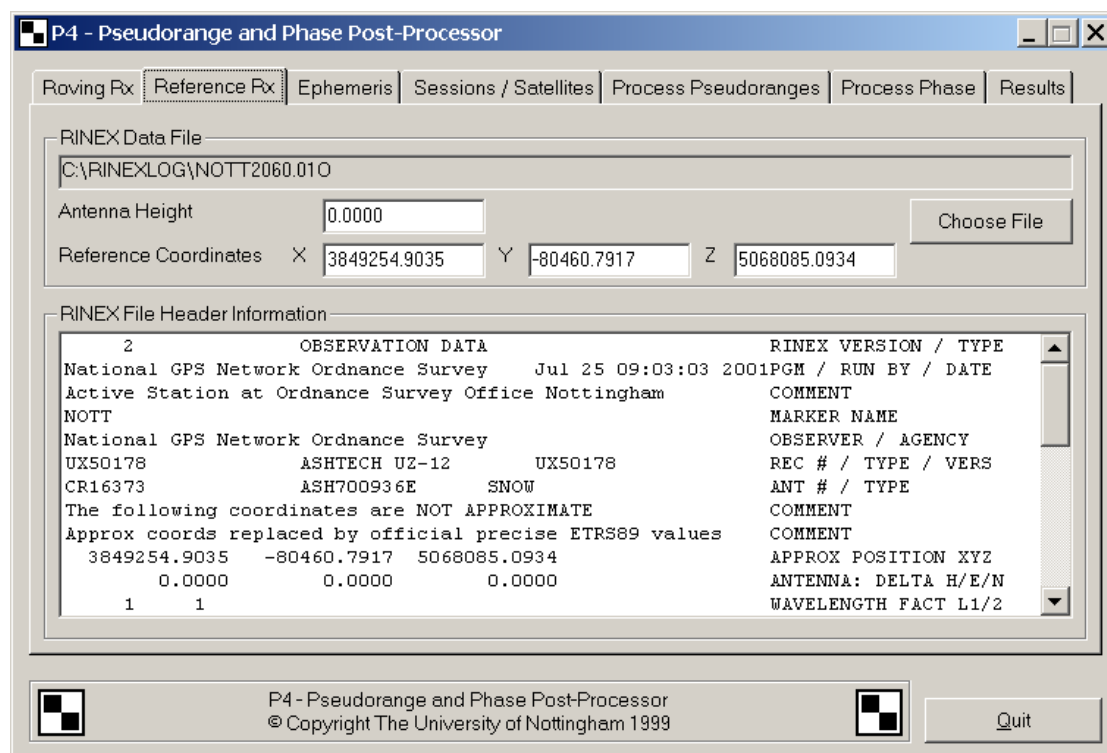 P4 - Pseudorange and Phase Post-Processor
Roving Rx Reference Rx Ephemeris Sessions / Satellites Process Pseudoranges Process Phase Results
RINEX Data File
C:\RINEXLOG\NOTT2060.01O
Antenna Height 0.0000 Choose File
Reference Coordinates X 3849254.9035 Y -80460.7917 Z 5068085.0934
RINEX File Header Information
2 OBSERVATION DATA RINEX VERSION / TYPE
National GPS Network Ordnance Survey Jul 25 09:03:03 2001PGM / RUN BY / DATE
Active Station at Ordnance Survey Office Nottingham COMMENT
NOTT MARKER NAME
National GPS Network Ordnance Survey OBSERVER / AGENCY
UX50178 ASHTECH UZ-12 UX50178 REC # / TYPE / VERS
CR16373 ASH700936E SNOW ANT # / TYPE
The following coordinates are NOT APPROXIMATE COMMENT
Approx coords replaced by official precise ETRS89 values COMMENT
3849254.9035 -80460.7917 5068085.0934 APPROX POSITION XYZ
0.0000 0.0000 0.0000 ANTENNA: DELTA H/E/N
1 1 WAVELENGTH FACT L1/2
P4 - Pseudorange and Phase Post-Processor
© Copyright The University of Nottingham 1999
Quit